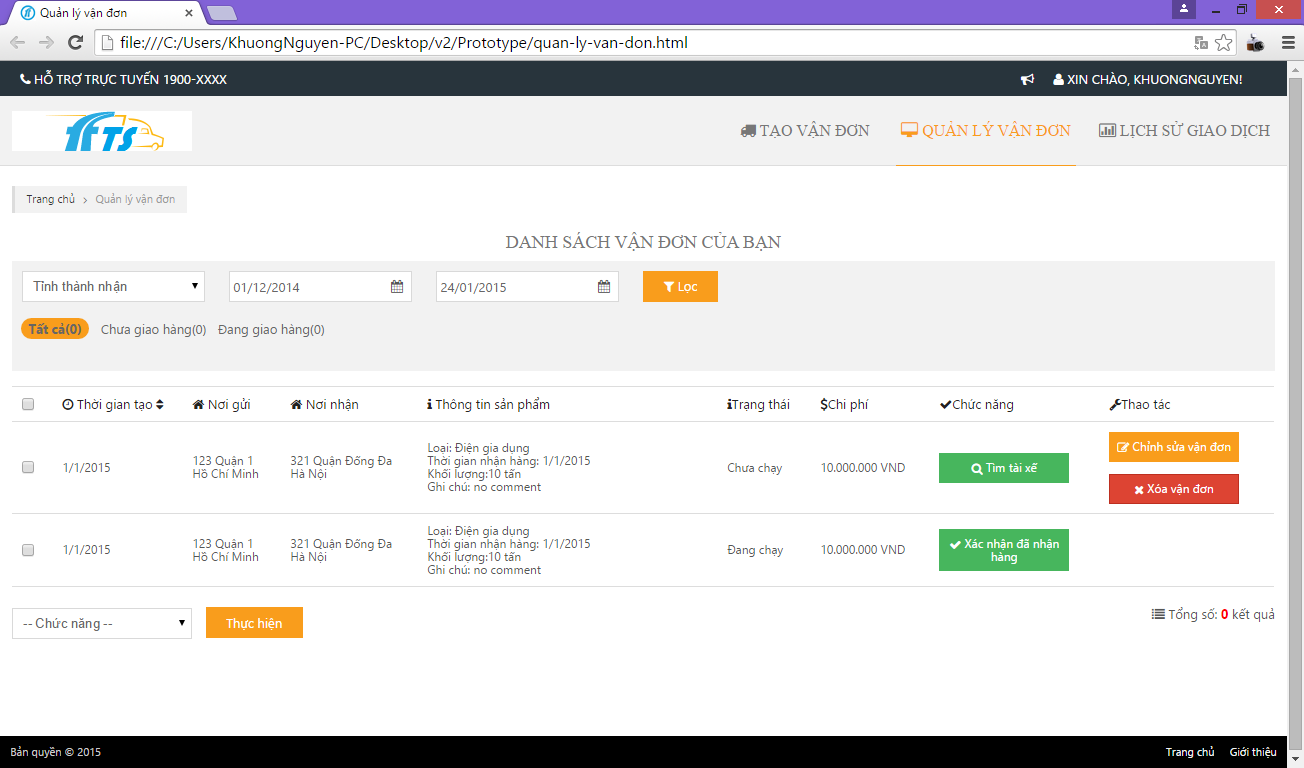 Quản lý vận đơn
file:///C:/Users/KhuongNguyen-PC/Desktop/v2/Prototype/quan-ly-van-don.html
HỖ TRỢ TRỰC TUYẾN 1900-XXXX
XIN CHÀO, KHUONGNGUYEN!
TTTS
TẠO VẬN ĐƠN
QUẢN LÝ VẬN ĐƠN
LỊCH SỬ GIAO DỊCH
Trang chủ > Quản lý vận đơn
DANH SÁCH VẬN ĐƠN CỦA BẠN
Tỉnh thành nhận
01/12/2014
24/01/2015
Lọc
Tất cả(0) Chưa giao hàng(0) Đang giao hàng(0)
Thời gian tạo Nơi gửi Nơi nhận Thông tin sản phẩm Trạng thái $Chi phí Chức năng Thao tác
1/1/2015
123 Quận 1
Hồ Chí Minh
321 Quận Đống Đa
Hà Nội
Loại: Điện gia dụng
Thời gian nhận hàng: 1/1/2015
Khối lượng:10 tấn
Ghi chú: no comment
Chưa chạy
10.000.000 VND
Tìm tài xế
Chỉnh sửa vận đơn
Xóa vận đơn
1/1/2015
123 Quận 1
Hồ Chí Minh
321 Quận Đống Đa
Hà Nội
Loại: Điện gia dụng
Thời gian nhận hàng: 1/1/2015
Khối lượng:10 tấn
Ghi chú: no comment
Đang chạy
10.000.000 VND
Xác nhận đã nhận
hàng
-- Chức năng --
Thực hiện
Tổng số: 0 kết quả
Bản quyền © 2015
Trang chủ Giới thiệu